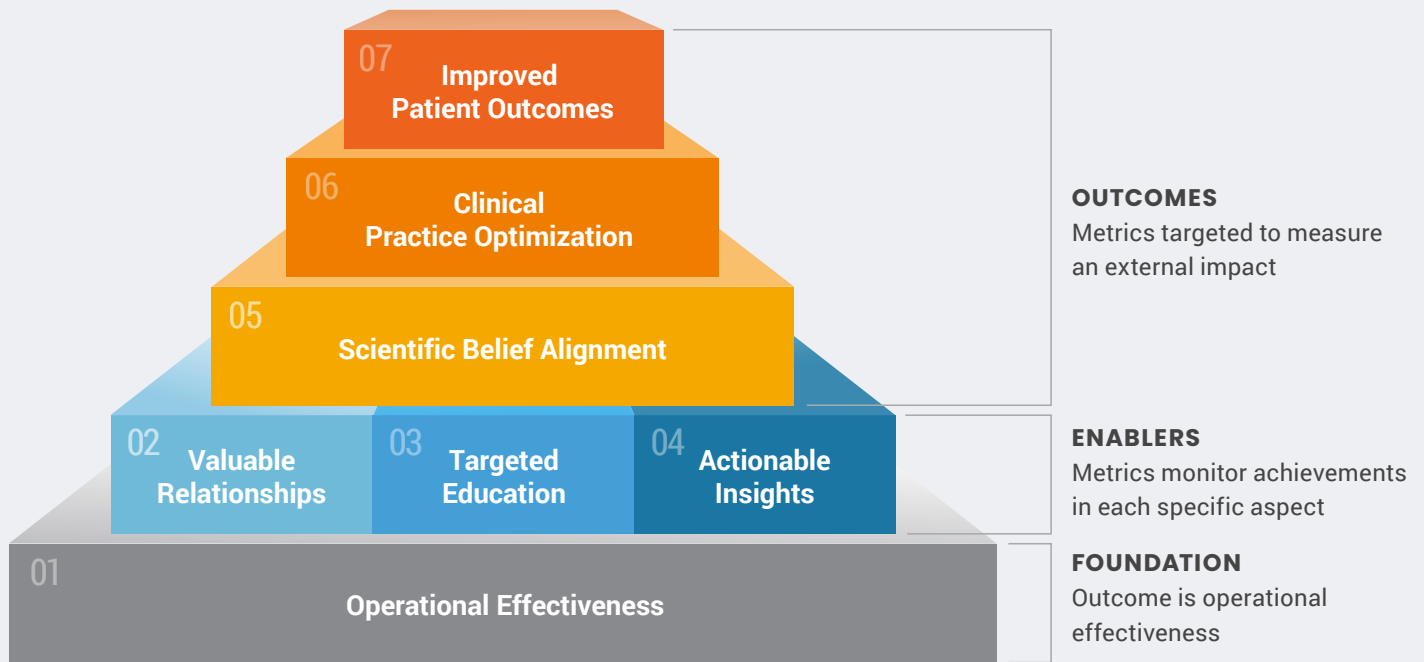 07
Improved
Patient Outcomes
06
Clinical
Practice Optimization
OUTCOMES
Metrics targeted to measure
an external impact
05
Scientific Belief Alignment
02
Valuable
Relationships
03
Targeted
Education
04
Actionable
Insights
ENABLERS
Metrics monitor achievements
in each specific aspect
01
Operational Effectiveness
FOUNDATION
Outcome is operational
effectiveness